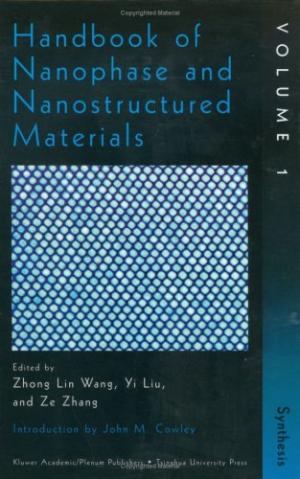 Handbook of
Nanophase and
Nanostructured
Materials
VOLUME 1
Edited by
Zhong Lin Wang, Yi Liu,
and Ze Zhang
Introduction by John M. Cowley
Kluwer Academic/Plenum Publishers • Tsinghua University Press
Synthesis